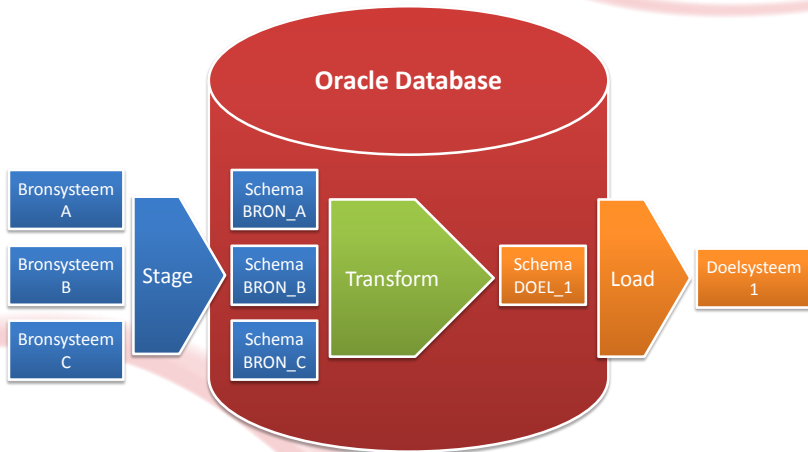 Oracle Database
Bronsysteem
A
Bronsysteem
B
Bronsysteem
C
Stage
Schema
BRON_A
Schema
BRON_B
Schema
BRON_C
Transform
Schema
DOEL_1
Load
Doelsysteem
1